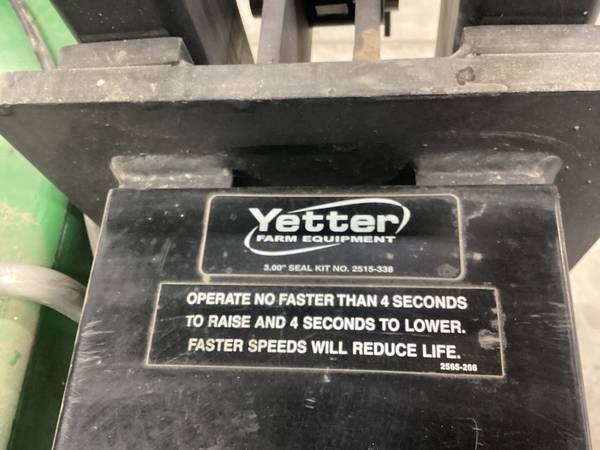 Yetter
FARM EQUIPMENT
3.00" SEAL KIT NO. 2515-338
OPERATE NO FASTER THAN 4 SECONDS
TO RAISE AND 4 SECONDS TO LOWER.
FASTER SPEEDS WILL REDUCE LIFE.
2565-266